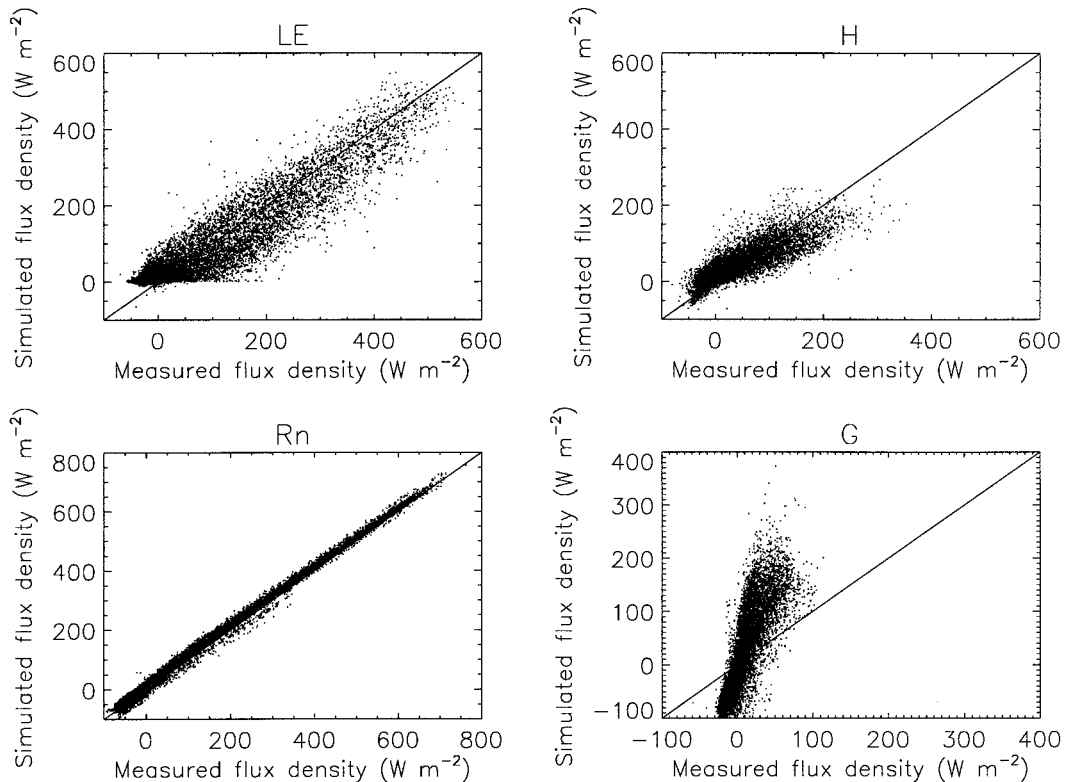 LE
Simulated flux density (W m⁻²)
600
400
200
0
0 200 400 600
Measured flux density (W m⁻²)
H
Simulated flux density (W m⁻²)
600
400
200
0
0 200 400 600
Measured flux density (W m⁻²)
Rn
Simulated flux density (W m⁻²)
800
600
400
200
0
0 200 400 600 800
Measured flux density (W m⁻²)
G
Simulated flux density (W m⁻²)
400
300
200
100
0
−100
−100 0 100 200 300 400
Measured flux density (W m⁻²)